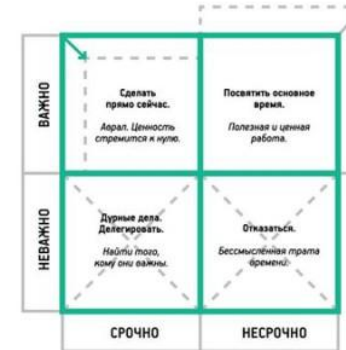 ВАЖНО
Сделать
прямо сейчас.
Аврал. Ценность
стремится к нулю.
Посвятить основное
время.
Полезная и ценная
работа.
НЕВАЖНО
Дурные дела.
Делегировать.
Найти того,
кому они важны.
Отказаться.
Бессмысленная трата
времени.
СРОЧНО
НЕСРОЧНО